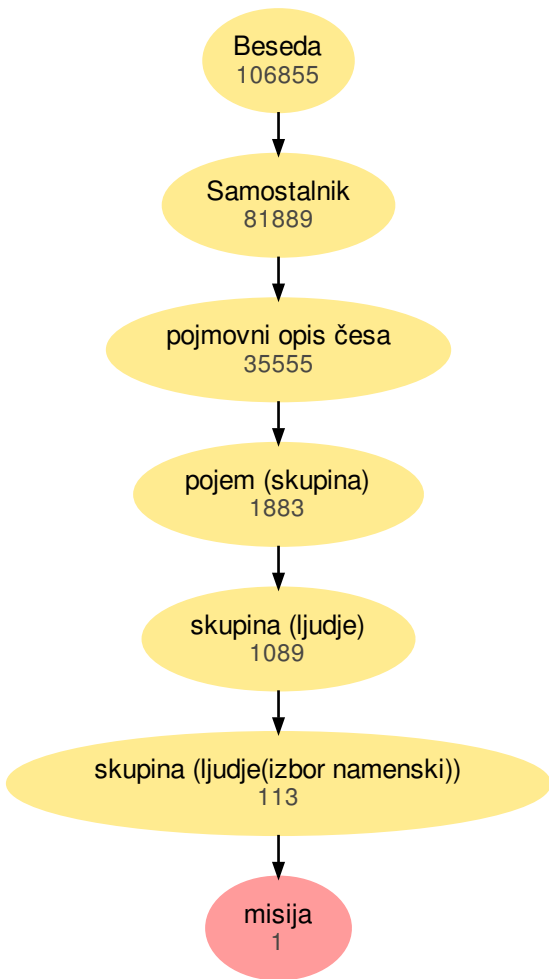 Beseda
106855
Samostalnik
81889
pojmovni opis česa
35555
pojem (skupina)
1883
skupina (ljudje)
1089
skupina (ljudje(izbor namenski))
113
misija
1